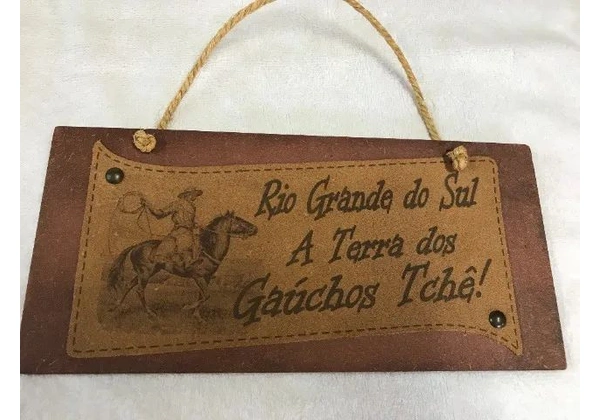 Rio Grande do Sul
A Terra dos
Gaúchos Tchê!